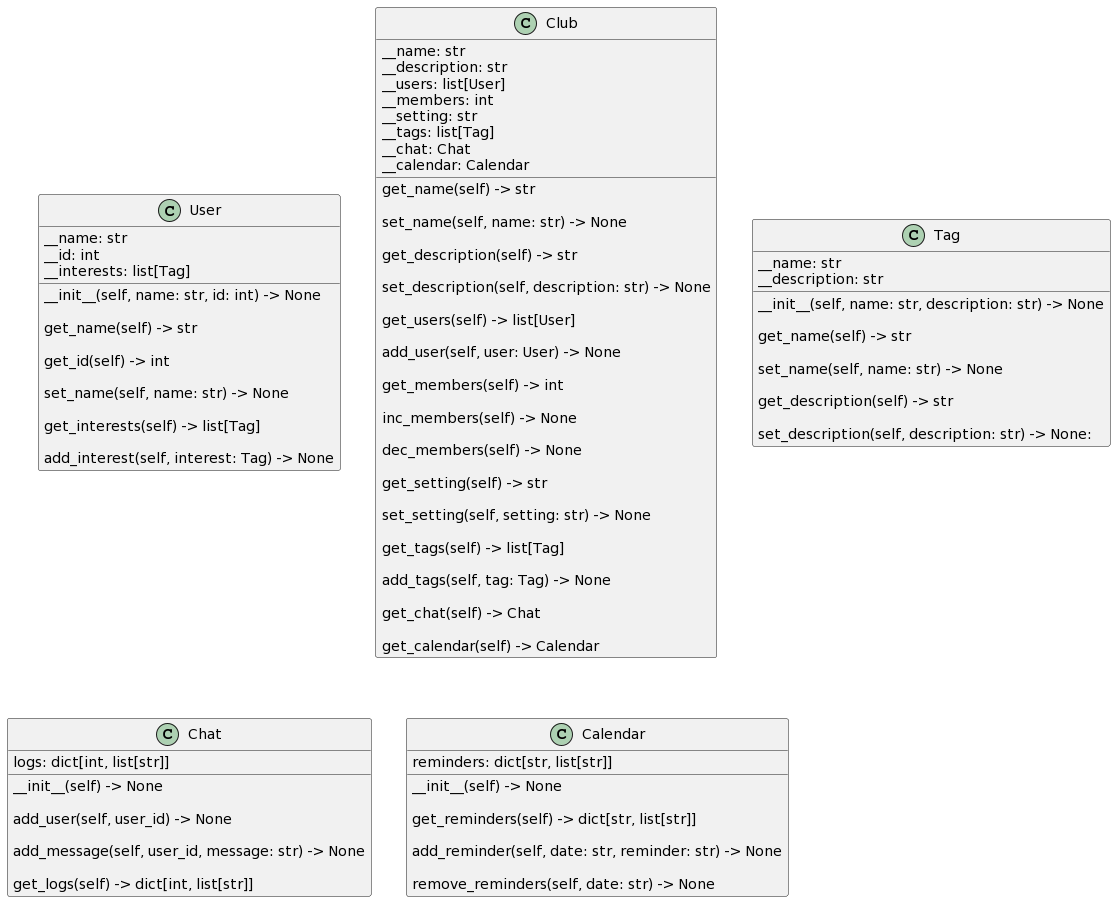 C User
__name: str
__id: int
__interests: list[Tag]
__init__(self, name: str, id: int) -> None
get_name(self) -> str
get_id(self) -> int
set_name(self, name: str) -> None
get_interests(self) -> list[Tag]
add_interest(self, interest: Tag) -> None
C Club
__name: str
__description: str
__users: list[User]
__members: int
__setting: str
__tags: list[Tag]
__chat: Chat
__calendar: Calendar
get_name(self) -> str
set_name(self, name: str) -> None
get_description(self) -> str
set_description(self, description: str) -> None
get_users(self) -> list[User]
add_user(self, user: User) -> None
get_members(self) -> int
inc_members(self) -> None
dec_members(self) -> None
get_setting(self) -> str
set_setting(self, setting: str) -> None
get_tags(self) -> list[Tag]
add_tags(self, tag: Tag) -> None
get_chat(self) -> Chat
get_calendar(self) -> Calendar
C Tag
__name: str
__description: str
__init__(self, name: str, description: str) -> None
get_name(self) -> str
set_name(self, name: str) -> None
get_description(self) -> str
set_description(self, description: str) -> None:
C Chat
logs: dict[int, list[str]]
__init__(self) -> None
add_user(self, user_id) -> None
add_message(self, user_id, message: str) -> None
get_logs(self) -> dict[int, list[str]]
C Calendar
reminders: dict[str, list[str]]
__init__(self) -> None
get_reminders(self) -> dict[str, list[str]]
add_reminder(self, date: str, reminder: str) -> None
remove_reminders(self, date: str) -> None